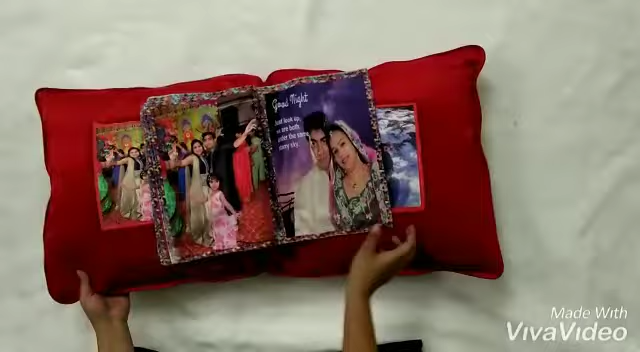 Good Night
Just look up,
we are both
under the same
starry sky.
Made With
VivaVideo